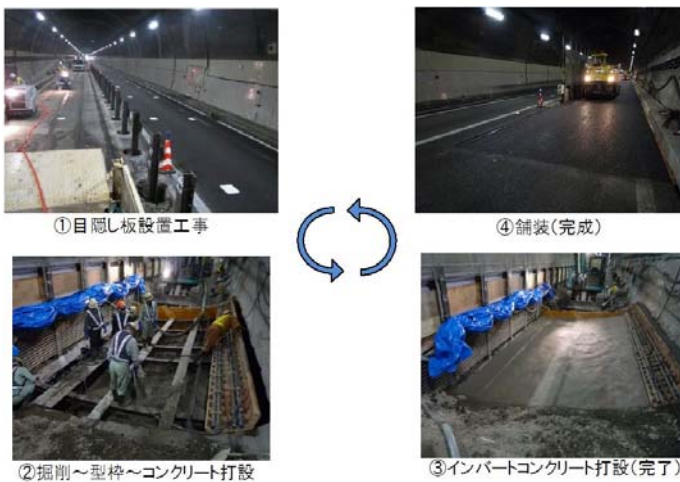 ①目隠し板設置工事
④舗装(完成)
②掘削～型枠～コンクリート打設
③インバートコンクリート打設(完了)